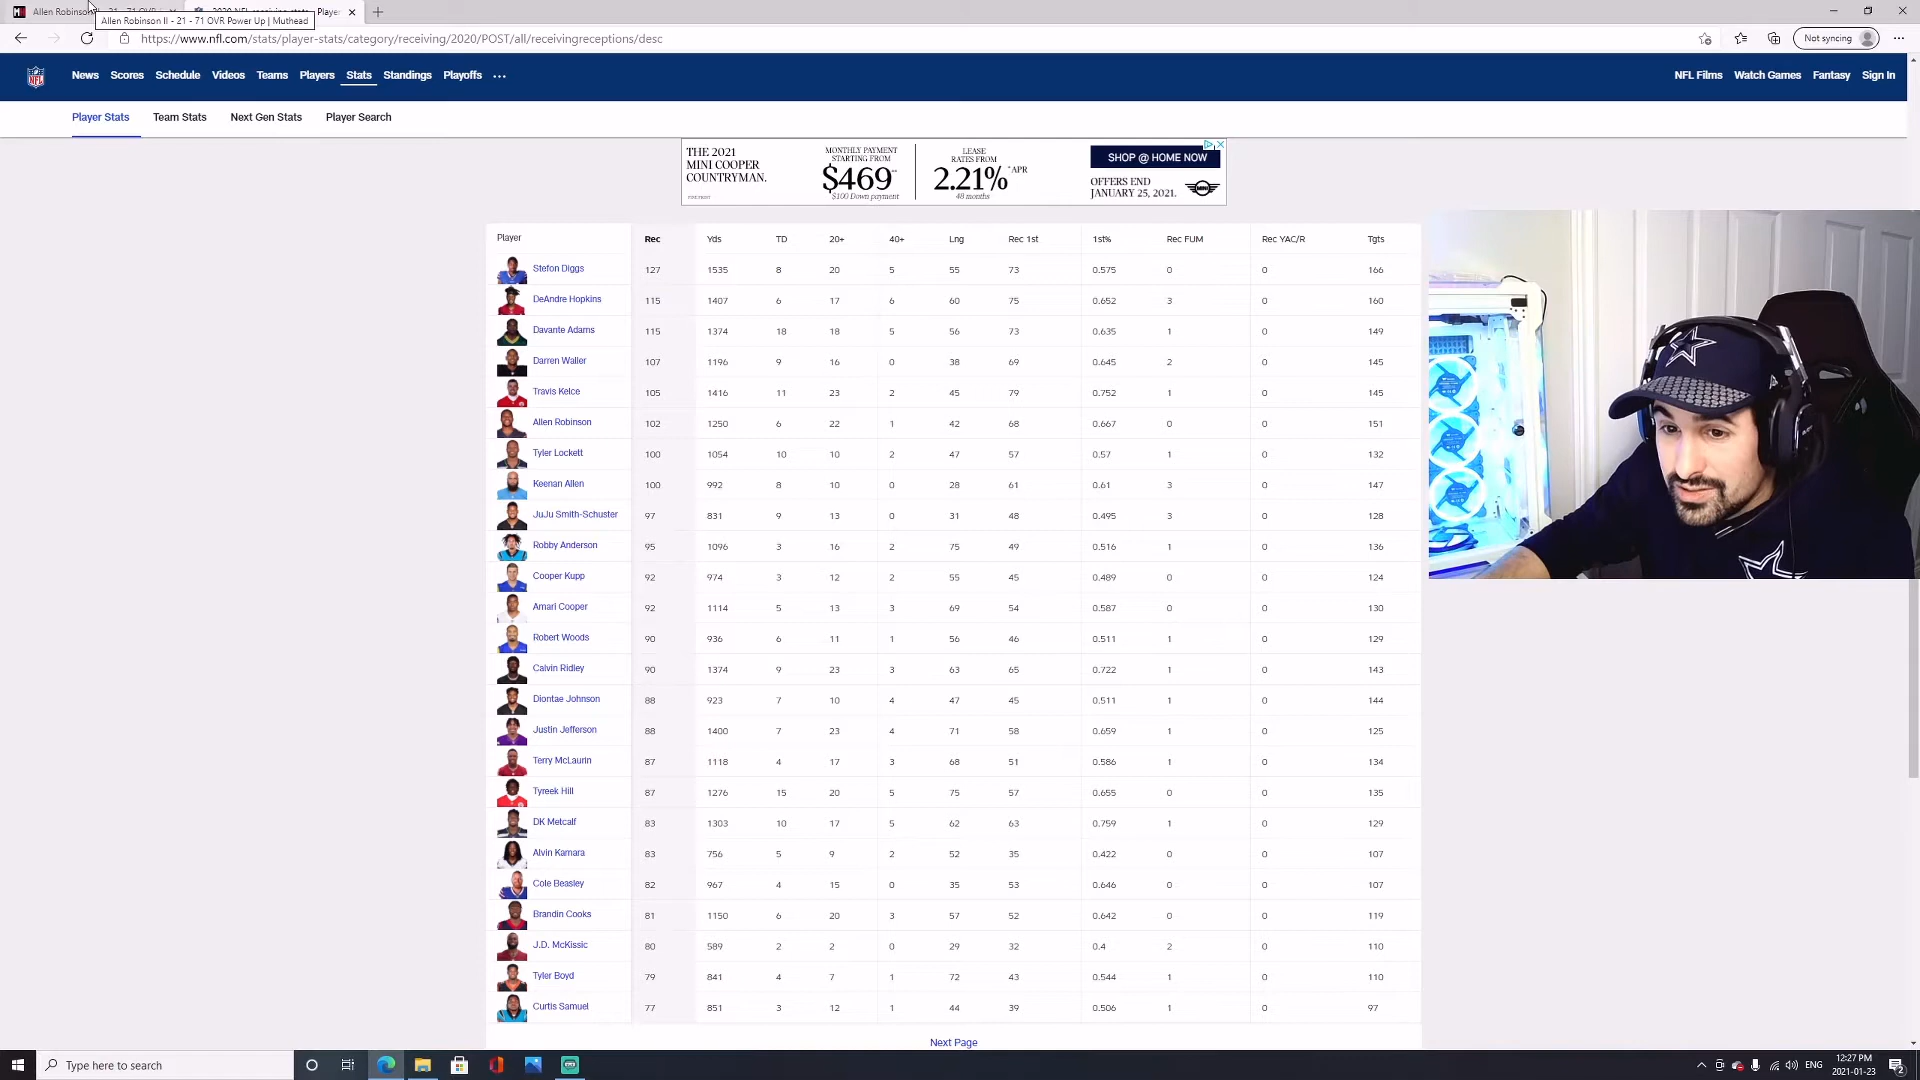 Allen Robinson II - 21 - 71 OVR
2020 NFL receiving stats - Player
Allen Robinson II - 21 - 71 OVR Power Up | Muthead
https://www.nfl.com/stats/player-stats/category/receiving/2020/POST/all/receivingreceptions/desc
Not syncing
News Scores Schedule Videos Teams Players Stats Standings Playoffs ...
NFL Films Watch Games Fantasy Sign In
Player Stats Team Stats Next Gen Stats Player Search
THE 2021
MINI COOPER
COUNTRYMAN.
MONTHLY PAYMENT
STARTING FROM
$469
$100 Down payment
LEASE
RATES FROM
2.21% *APR
48 months
SHOP @ HOME NOW
OFFERS END
JANUARY 25, 2021.
MINI
Player Rec Yds TD 20+ 40+ Lng Rec 1st 1st% Rec FUM Rec YAC/R Tgts
Stefon Diggs 127 1535 8 20 5 55 73 0.575 0 0 166
DeAndre Hopkins 115 1407 6 17 6 60 75 0.652 3 0 160
Davante Adams 115 1374 18 18 5 56 73 0.635 1 0 149
Darren Waller 107 1196 9 16 0 38 69 0.645 2 0 145
Travis Kelce 105 1416 11 23 2 45 79 0.752 1 0 145
Allen Robinson 102 1250 6 22 1 42 68 0.667 0 0 151
Tyler Lockett 100 1054 10 10 2 47 57 0.57 1 0 132
Keenan Allen 100 992 8 10 0 28 61 0.61 3 0 147
JuJu Smith-Schuster 97 831 9 13 0 31 48 0.495 3 0 128
Robby Anderson 95 1096 3 16 2 75 49 0.516 1 0 136
Cooper Kupp 92 974 3 12 2 55 45 0.489 0 0 124
Amari Cooper 92 1114 5 13 3 69 54 0.587 0 0 130
Robert Woods 90 936 6 11 1 56 46 0.511 1 0 129
Calvin Ridley 90 1374 9 23 3 63 65 0.722 1 0 143
Diontae Johnson 88 923 7 10 4 47 45 0.511 1 0 144
Justin Jefferson 88 1400 7 23 4 71 58 0.659 1 0 125
Terry McLaurin 87 1118 4 17 3 68 51 0.586 1 0 134
Tyreek Hill 87 1276 15 20 5 75 57 0.655 0 0 135
DK Metcalf 83 1303 10 17 5 62 63 0.759 1 0 129
Alvin Kamara 83 756 5 9 2 52 35 0.422 0 0 107
Cole Beasley 82 967 4 15 0 35 53 0.646 0 0 107
Brandin Cooks 81 1150 6 20 3 57 52 0.642 0 0 119
J.D. McKissic 80 589 2 2 0 29 32 0.4 2 0 110
Tyler Boyd 79 841 4 7 1 72 43 0.544 1 0 110
Curtis Samuel 77 851 3 12 1 44 39 0.506 1 0 97
Next Page
Type here to search
ENG
12:27 PM
2021-01-23
2